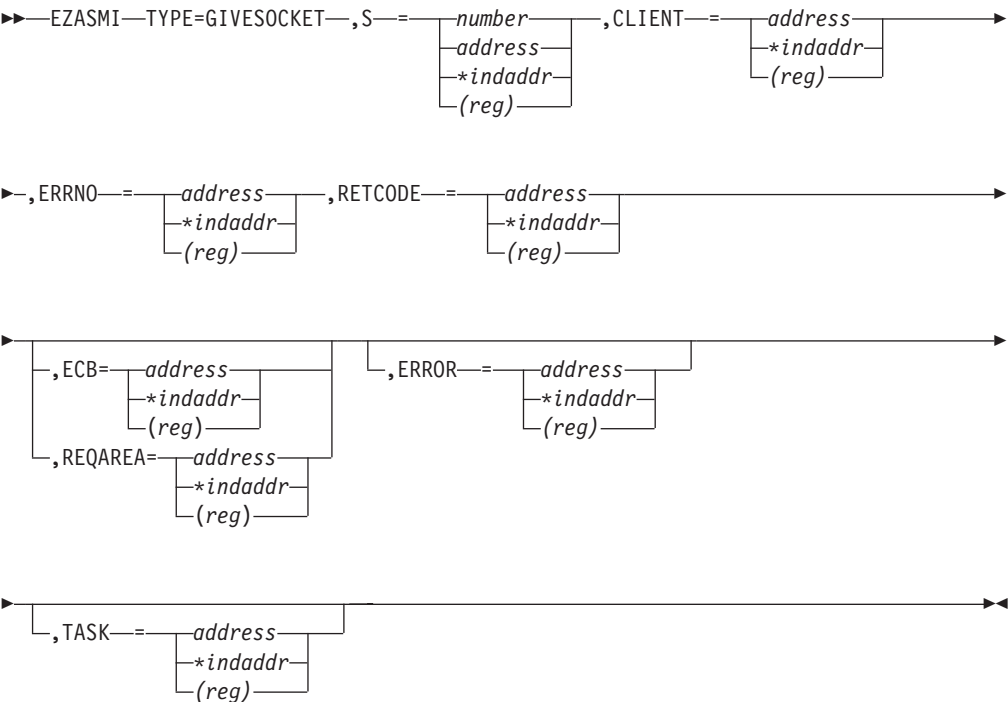 EZASMI TYPE=GIVESOCKET ,S = number ,CLIENT = address
address *indaddr
*indaddr (reg)
(reg)
,ERRNO = address ,RETCODE = address
*indaddr *indaddr
(reg) (reg)
,ECB= address ,ERROR = address
*indaddr *indaddr
(reg) (reg)
,REQAREA= address
*indaddr
(reg)
,TASK = address
*indaddr
(reg)